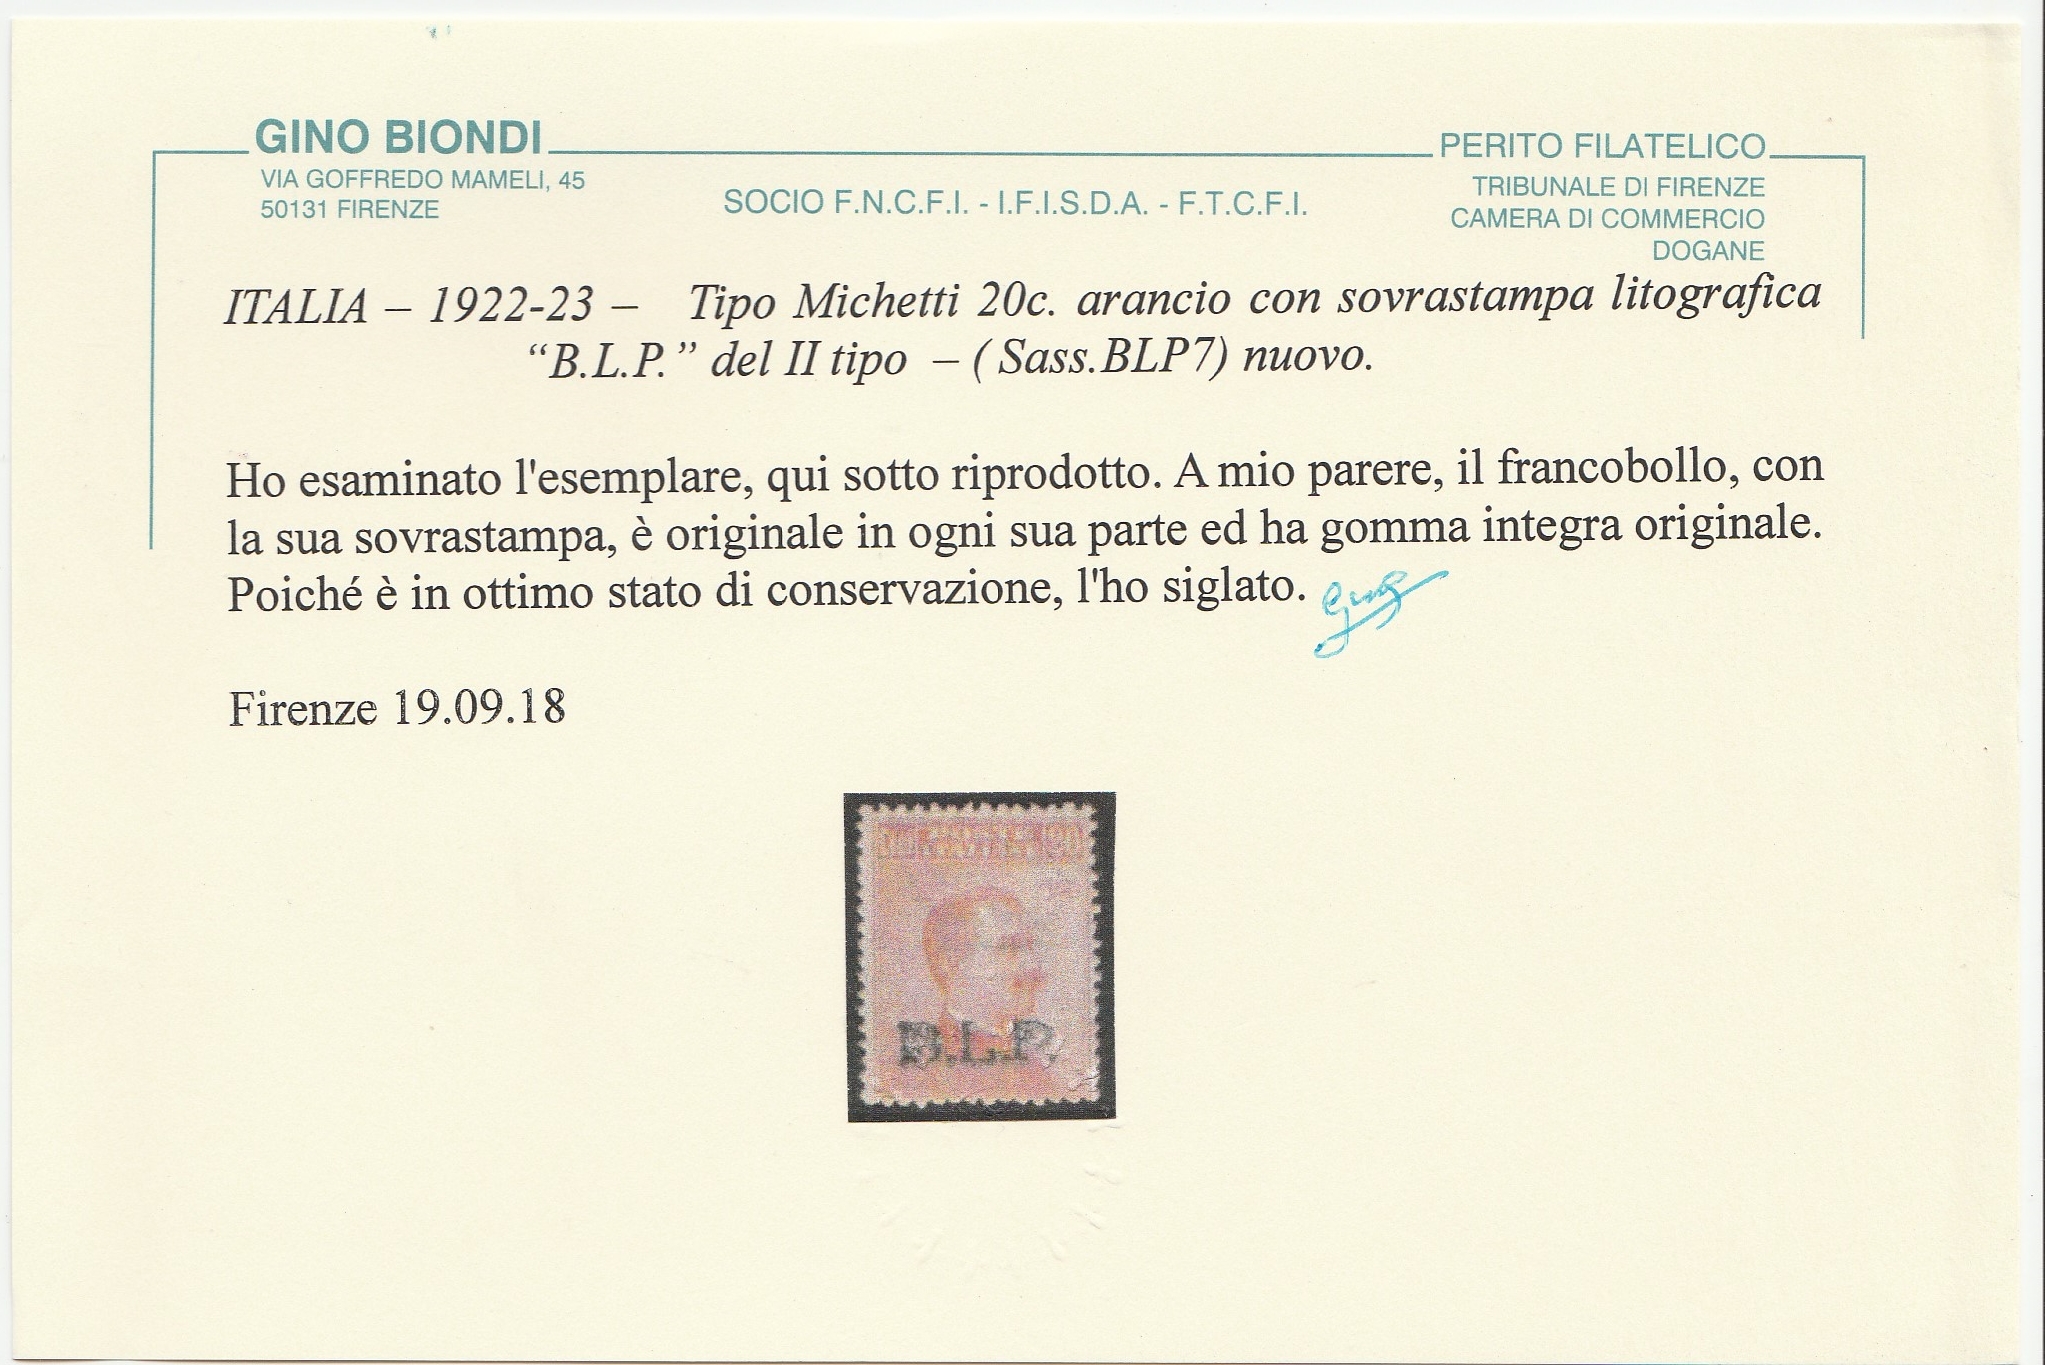 GINO BIONDI
VIA GOFFREDO MAMELI, 45
50131 FIRENZE
SOCIO F.N.C.F.I. - I.F.I.S.D.A. - F.T.C.F.I.
PERITO FILATELICO
TRIBUNALE DI FIRENZE
CAMERA DI COMMERCIO
DOGANE
ITALIA – 1922-23 – Tipo Michetti 20c. arancio con sovrastampa litografica
“B.L.P.” del II tipo – ( Sass.BLP7) nuovo.
Ho esaminato l'esemplare, qui sotto riprodotto. A mio parere, il francobollo, con
la sua sovrastampa, è originale in ogni sua parte ed ha gomma integra originale.
Poiché è in ottimo stato di conservazione, l'ho siglato.
Firenze 19.09.18
B.L.P.